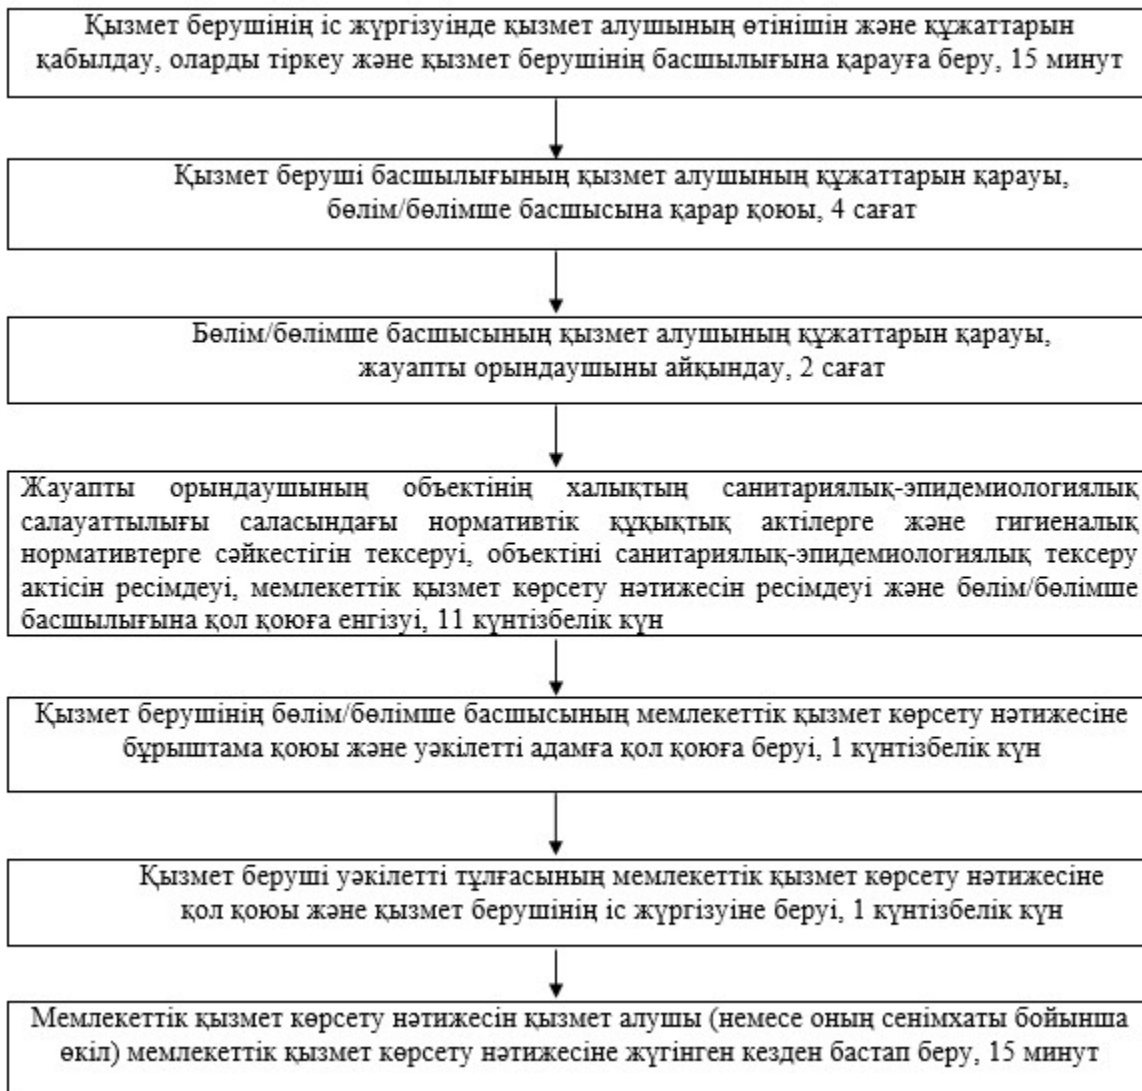 Қызмет берушінің іс жүргізуінде қызмет алушының өтінішін және құжаттарын
қабылдау, оларды тіркеу және қызмет берушінің басшылығына қарауға беру, 15 минут
Қызмет беруші басшылығының қызмет алушының құжаттарын қарауы,
бөлім/бөлімше басшысына қарар қоюы, 4 сағат
Бөлім/бөлімше басшысының қызмет алушының құжаттарын қарауы,
жауапты орындаушыны айқындау, 2 сағат
Жауапты орындаушының объектінің халықтың санитариялық-эпидемиологиялық
салауаттылығы саласындағы нормативтік құқықтық актілерге және гигиеналық
нормативтерге сәйкестігін тексеруі, объектіні санитариялық-эпидемиологиялық тексеру
актісін ресімдеуі, мемлекеттік қызмет көрсету нәтижесін ресімдеуі және бөлім/бөлімше
басшылығына қол қоюға енгізуі, 11 күнтізбелік күн
Қызмет берушінің бөлім/бөлімше басшысының мемлекеттік қызмет көрсету нәтижесіне
бұрыштама қоюы және уәкілетті адамға қол қоюға беруі, 1 күнтізбелік күн
Қызмет беруші уәкілетті тұлғасының мемлекеттік қызмет көрсету нәтижесіне
қол қоюы және қызмет берушінің іс жүргізуіне беруі, 1 күнтізбелік күн
Мемлекеттік қызмет көрсету нәтижесін қызмет алушы (немесе оның сенімхаты бойынша
өкіл) мемлекеттік қызмет көрсету нәтижесіне жүгінген кезден бастап беру, 15 минут